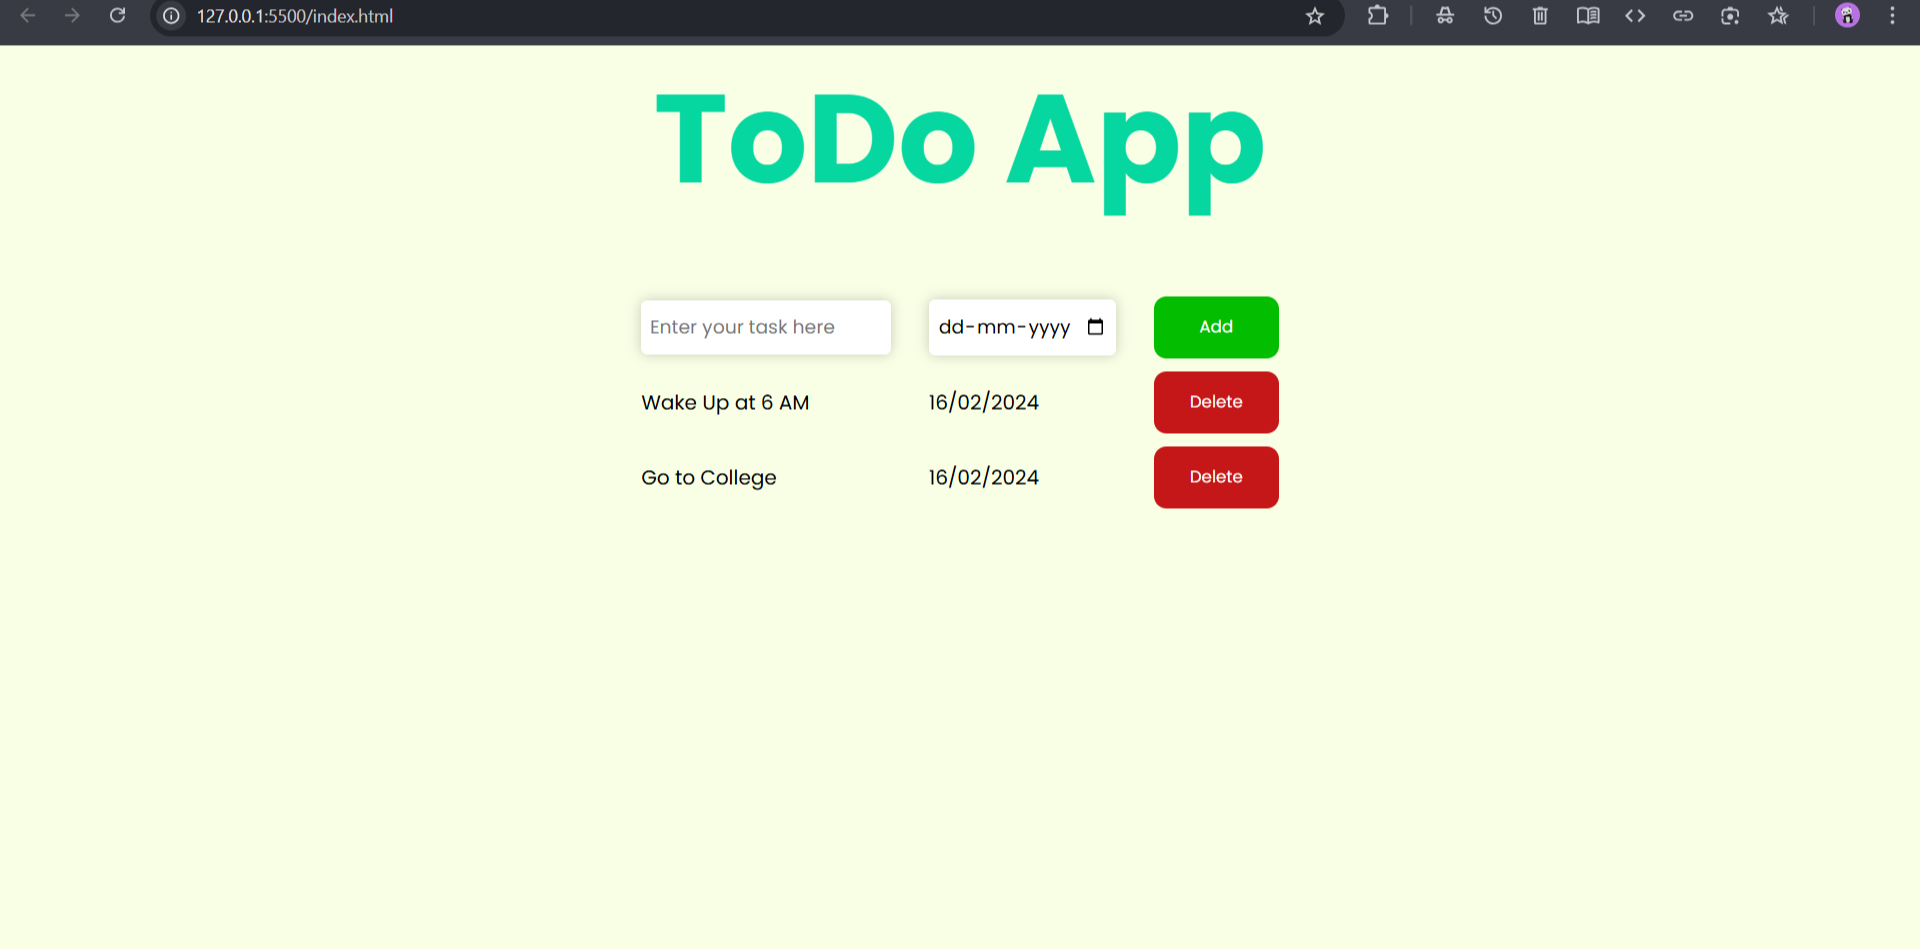 127.0.0.1:5500/index.html
ToDo App
Enter your task here dd-mm-yyyy Add
Wake Up at 6 AM 16/02/2024 Delete
Go to College 16/02/2024 Delete